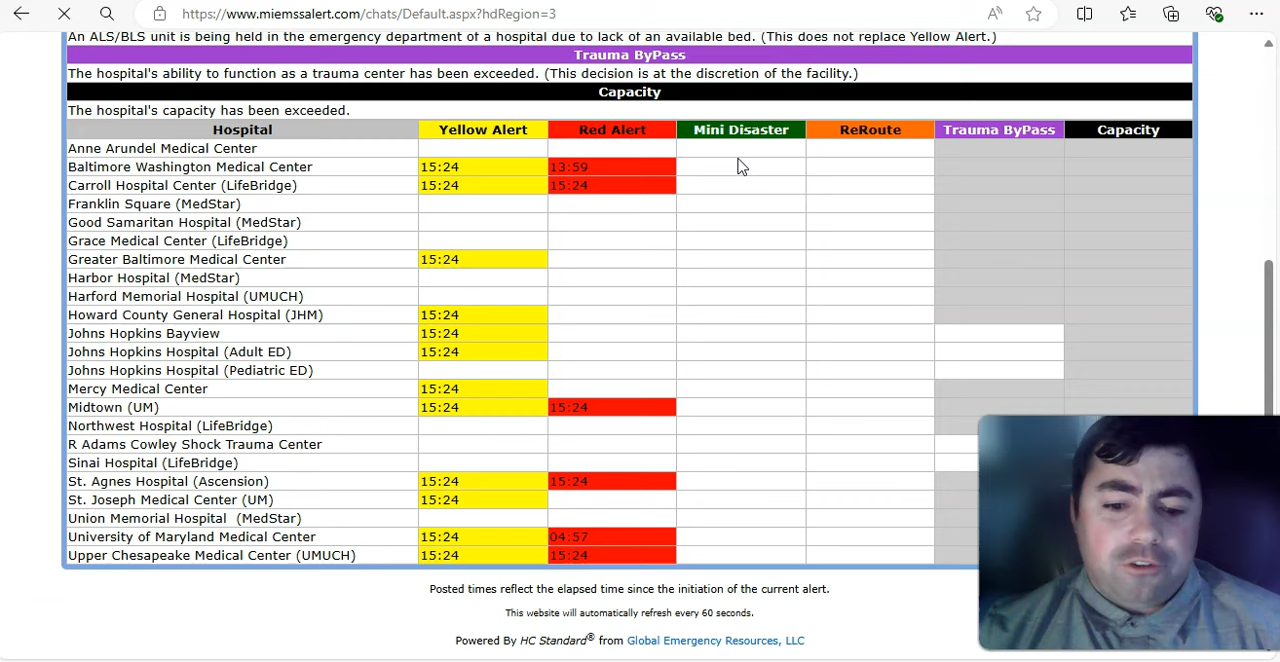 https://www.miemssalert.com/chats/Default.aspx?hdRegion=3
An ALS/BLS unit is being held in the emergency department of a hospital due to lack of an available bed. (This does not replace Yellow Alert.)
Trauma ByPass
The hospital's ability to function as a trauma center has been exceeded. (This decision is at the discretion of the facility.)
Capacity
The hospital's capacity has been exceeded.
Hospital Yellow Alert Red Alert Mini Disaster ReRoute Trauma ByPass Capacity
Anne Arundel Medical Center
Baltimore Washington Medical Center 15:24 13:59
Carroll Hospital Center (LifeBridge) 15:24 15:24
Franklin Square (MedStar)
Good Samaritan Hospital (MedStar)
Grace Medical Center (LifeBridge)
Greater Baltimore Medical Center 15:24
Harbor Hospital (MedStar)
Harford Memorial Hospital (UMUCH)
Howard County General Hospital (JHM) 15:24
Johns Hopkins Bayview 15:24
Johns Hopkins Hospital (Adult ED) 15:24
Johns Hopkins Hospital (Pediatric ED)
Mercy Medical Center 15:24
Midtown (UM) 15:24 15:24
Northwest Hospital (LifeBridge)
R Adams Cowley Shock Trauma Center
Sinai Hospital (LifeBridge)
St. Agnes Hospital (Ascension) 15:24 15:24
St. Joseph Medical Center (UM) 15:24
Union Memorial Hospital (MedStar)
University of Maryland Medical Center 15:24 04:57
Upper Chesapeake Medical Center (UMUCH) 15:24 15:24
Posted times reflect the elapsed time since the initiation of the current alert.
This website will automatically refresh every 60 seconds.
Powered By HC Standard® from Global Emergency Resources, LLC